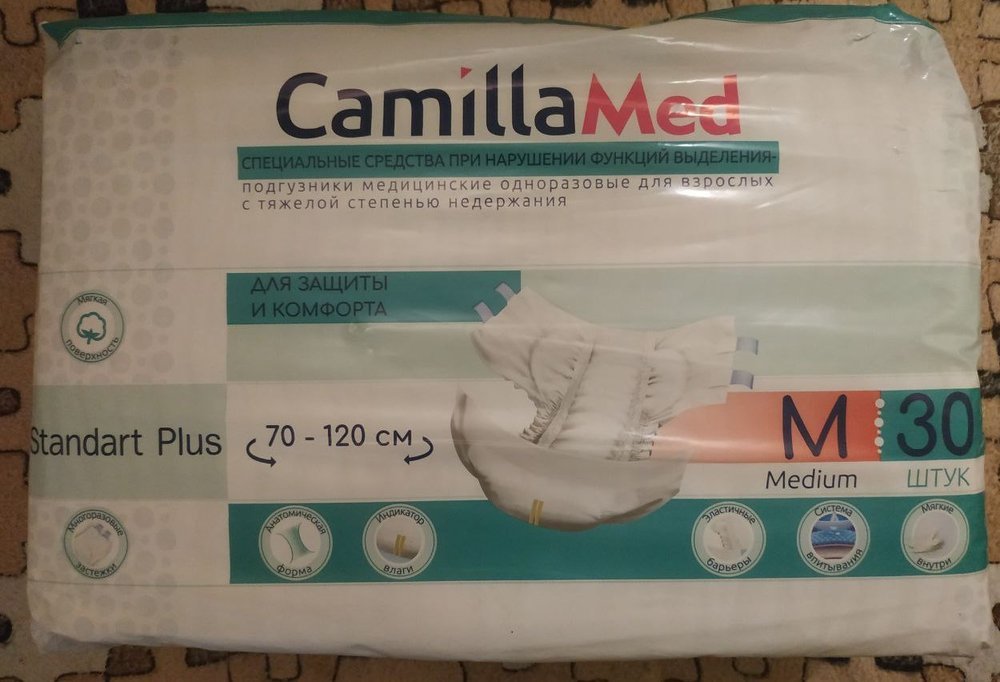 CamillaMed
СПЕЦИАЛЬНЫЕ СРЕДСТВА ПРИ НАРУШЕНИИ ФУНКЦИЙ ВЫДЕЛЕНИЯ-
подгузники медицинские одноразовые для взрослых
с тяжелой степенью недержания
ДЛЯ ЗАЩИТЫ
И КОМФОРТА
Мягкая
поверхность
Standart Plus
70 - 120 см
M
30
Medium
ШТУК
Многоразовые
застежки
Анатомическая
форма
Индикатор
влаги
Эластичные
барьеры
Система
впитывания
Мягкие
внутри